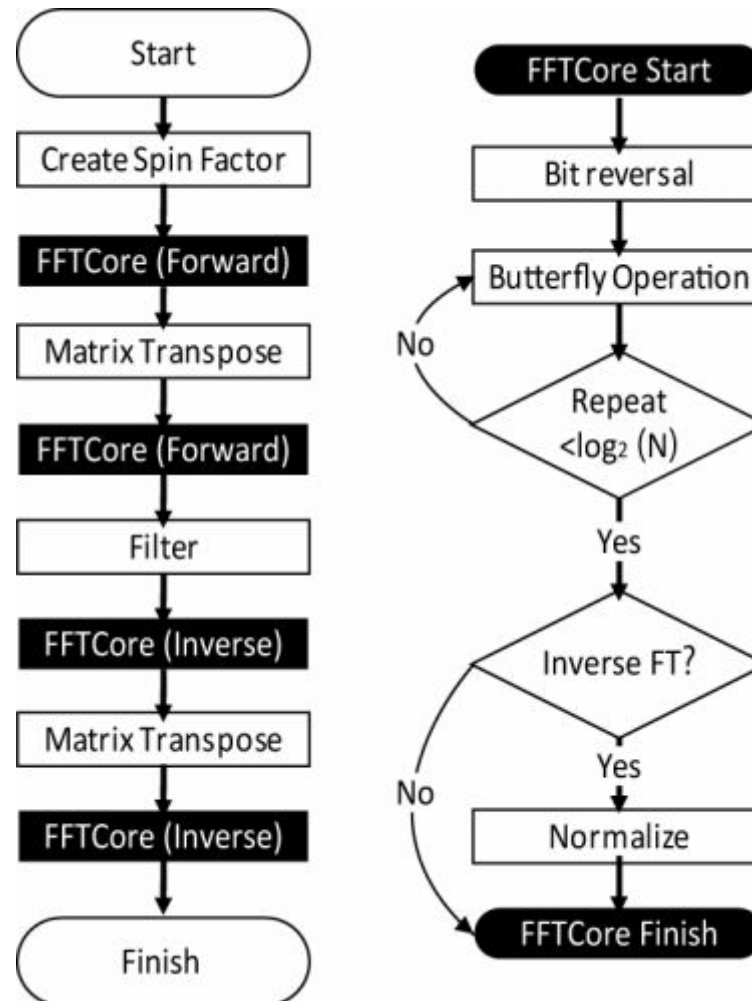 Start
Create Spin Factor
FFTCore (Forward)
Matrix Transpose
FFTCore (Forward)
Filter
FFTCore (Inverse)
Matrix Transpose
FFTCore (Inverse)
Finish
FFTCore Start
Bit reversal
Butterfly Operation
No
Repeat
<log₂ (N)
Yes
Inverse FT?
Yes
No
Normalize
FFTCore Finish